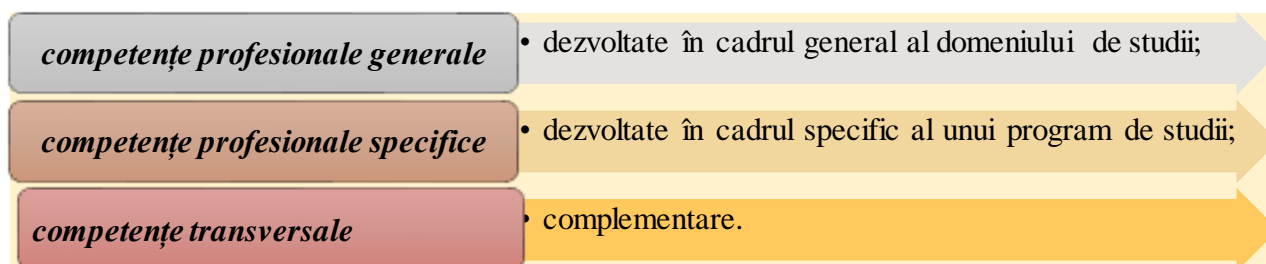 competențe profesionale generale
• dezvoltate în cadrul general al domeniului de studii;
competențe profesionale specifice
• dezvoltate în cadrul specific al unui program de studii;
competențe transversale
• complementare.